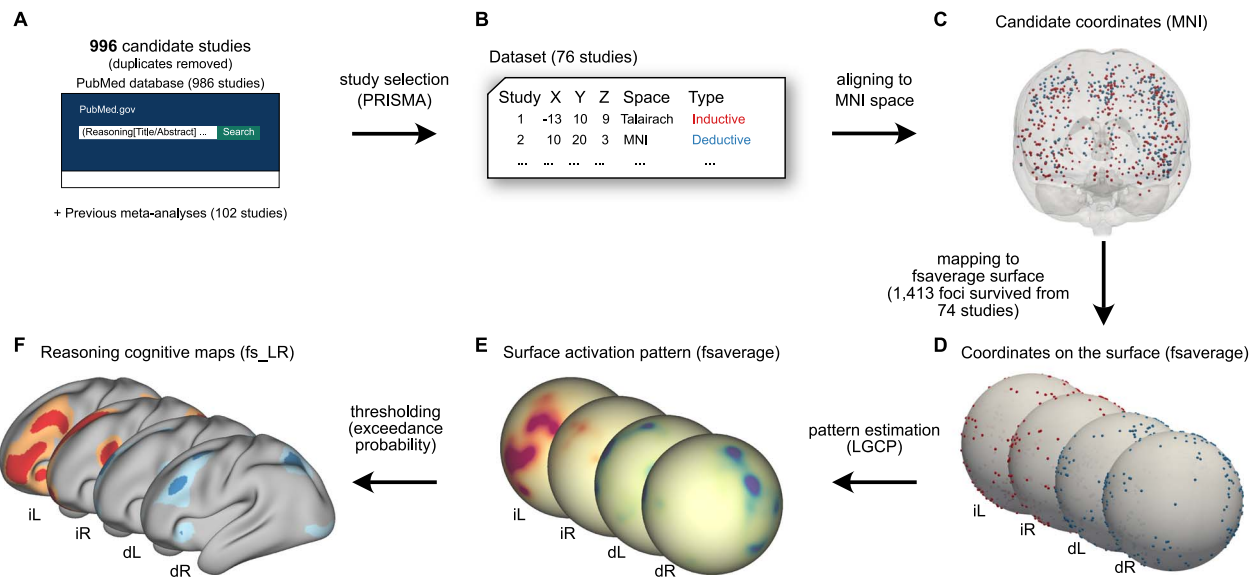 A
996 candidate studies
(duplicates removed)
PubMed database (986 studies)
PubMed.gov
(Reasoning[Title/Abstract] ...
Search
+ Previous meta-analyses (102 studies)
study selection
(PRISMA)
B
Dataset (76 studies)
Study X Y Z Space Type
1 -13 10 9 Talairach Inductive
2 10 20 3 MNI Deductive
... ... ... ... ... ...
aligning to
MNI space
C
Candidate coordinates (MNI)
mapping to
fsaverage surface
(1,413 foci survived from
74 studies)
D
Coordinates on the surface (fsaverage)
iL
iR
dL
dR
pattern estimation
(LGCP)
E
Surface activation pattern (fsaverage)
iL
iR
dL
dR
thresholding
(exceedance
probability)
F
Reasoning cognitive maps (fs_LR)
iL
iR
dL
dR